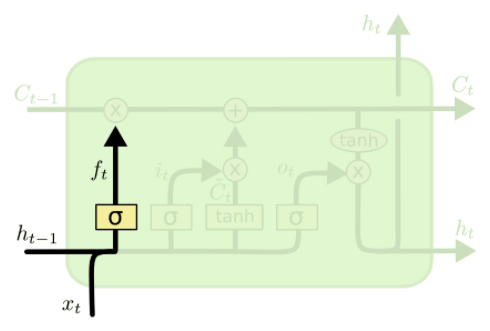 h_t
C_{t-1} x + C_t
tanh
f_t i_t x o_t x
C̃_t
σ σ tanh σ
h_{t-1} h_t
x_t